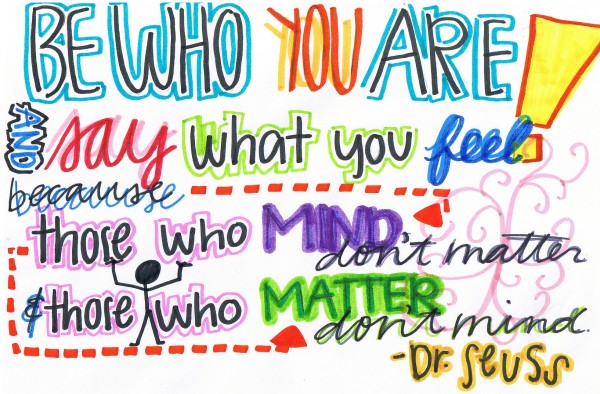 BE WHO YOU ARE!
AND say what you feel
because
those who MIND don't matter
& those who MATTER don't mind.
-Dr. Seuss